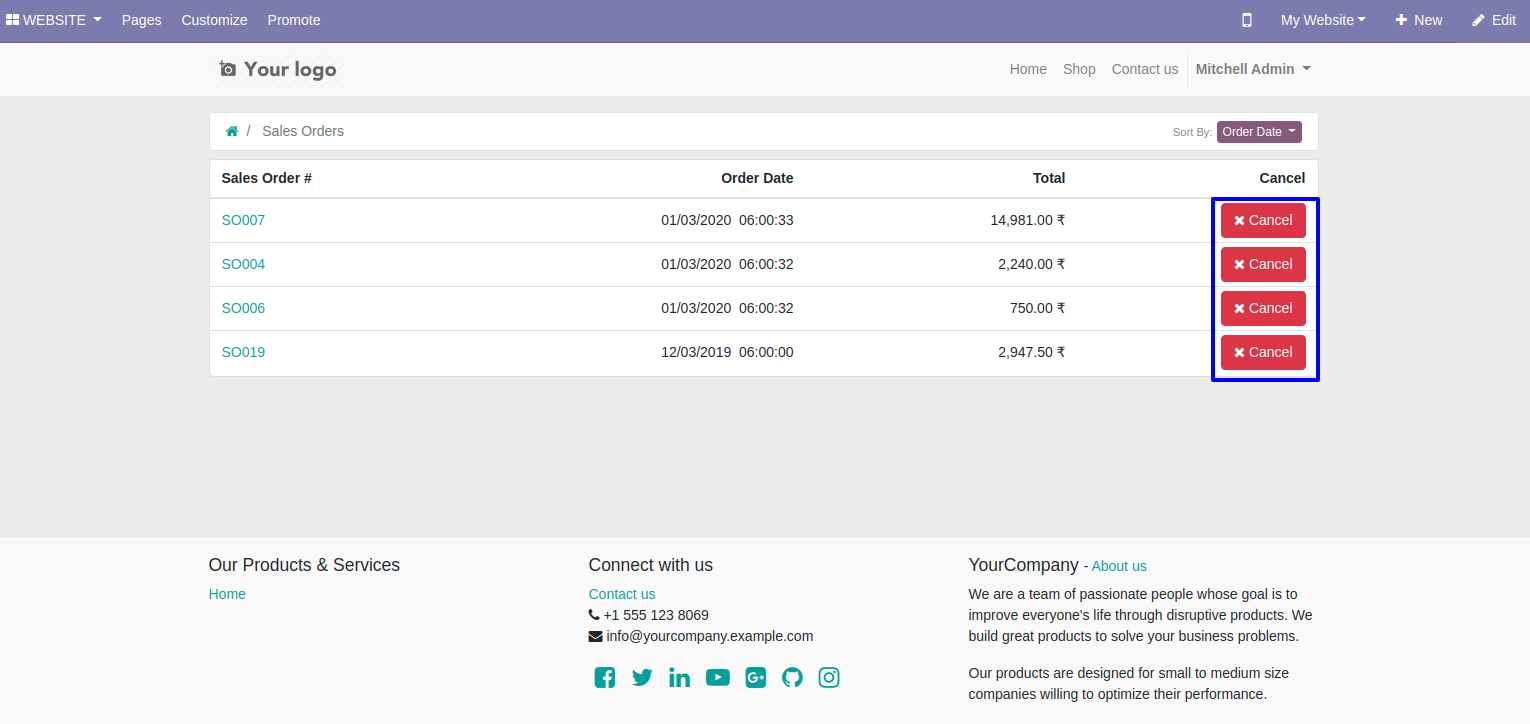 WEBSITE Pages Customize Promote My Website New Edit
Your logo Home Shop Contact us Mitchell Admin
/ Sales Orders Sort By: Order Date
Sales Order # Order Date Total Cancel
SO007 01/03/2020 06:00:33 14,981.00 ₹ Cancel
SO004 01/03/2020 06:00:32 2,240.00 ₹ Cancel
SO006 01/03/2020 06:00:32 750.00 ₹ Cancel
SO019 12/03/2019 06:00:00 2,947.50 ₹ Cancel
Our Products & Services
Home
Connect with us
Contact us
+1 555 123 8069
info@yourcompany.example.com
YourCompany - About us
We are a team of passionate people whose goal is to
improve everyone's life through disruptive products. We
build great products to solve your business problems.
Our products are designed for small to medium size
companies willing to optimize their performance.